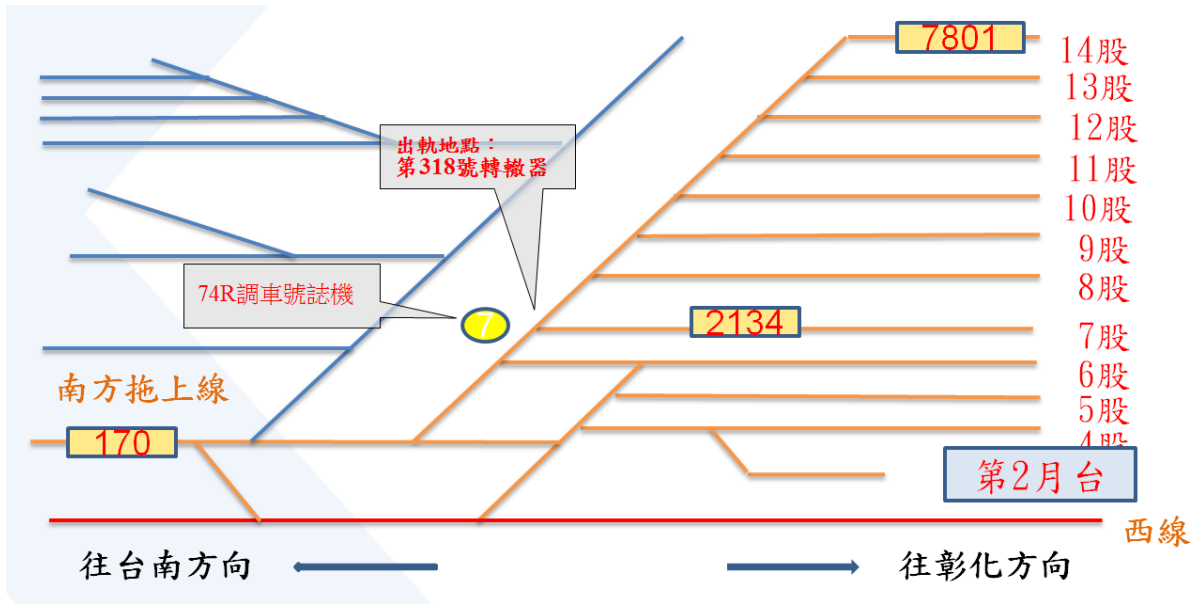 7801
14股
13股
12股
出軌地點：
第318號轉轍器
11股
10股
9股
8股
74R調車號誌機
7
2134
7股
6股
南方拖上線
5股
4股
170
第2月台
西線
往台南方向
往彰化方向